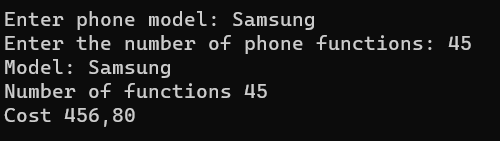 Enter phone model: Samsung
Enter the number of phone functions: 45
Model: Samsung
Number of functions 45
Cost 456,80